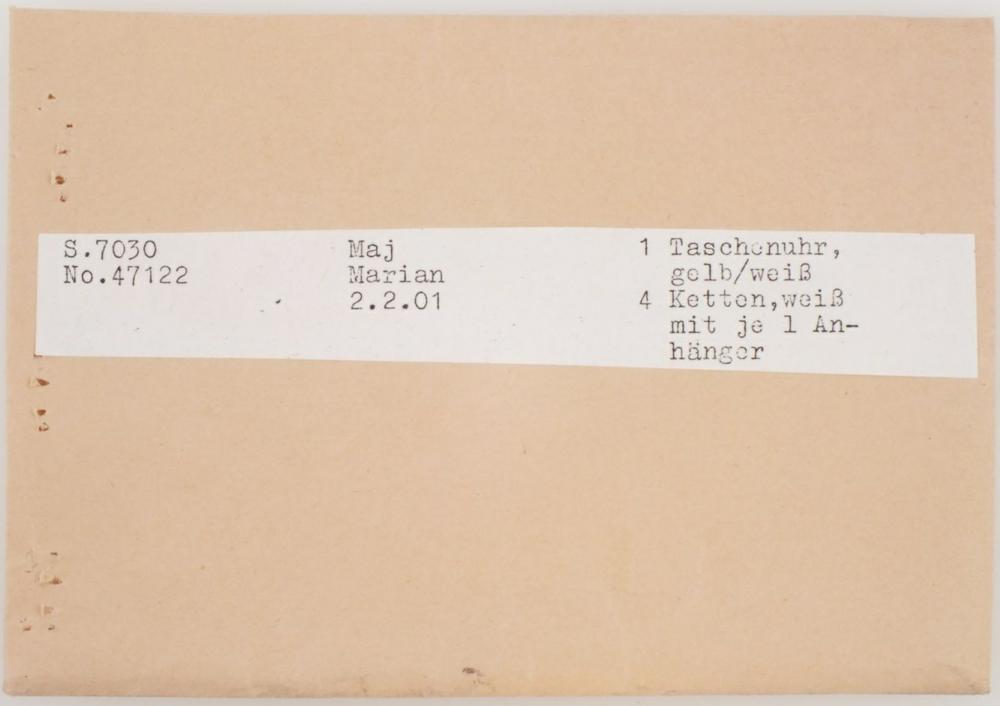 S.7030 Maj 1 Taschenuhr,
No.47122 Marian gelb/weiß
2.2.01 4 Ketten,weiß
mit je 1 An-
hänger